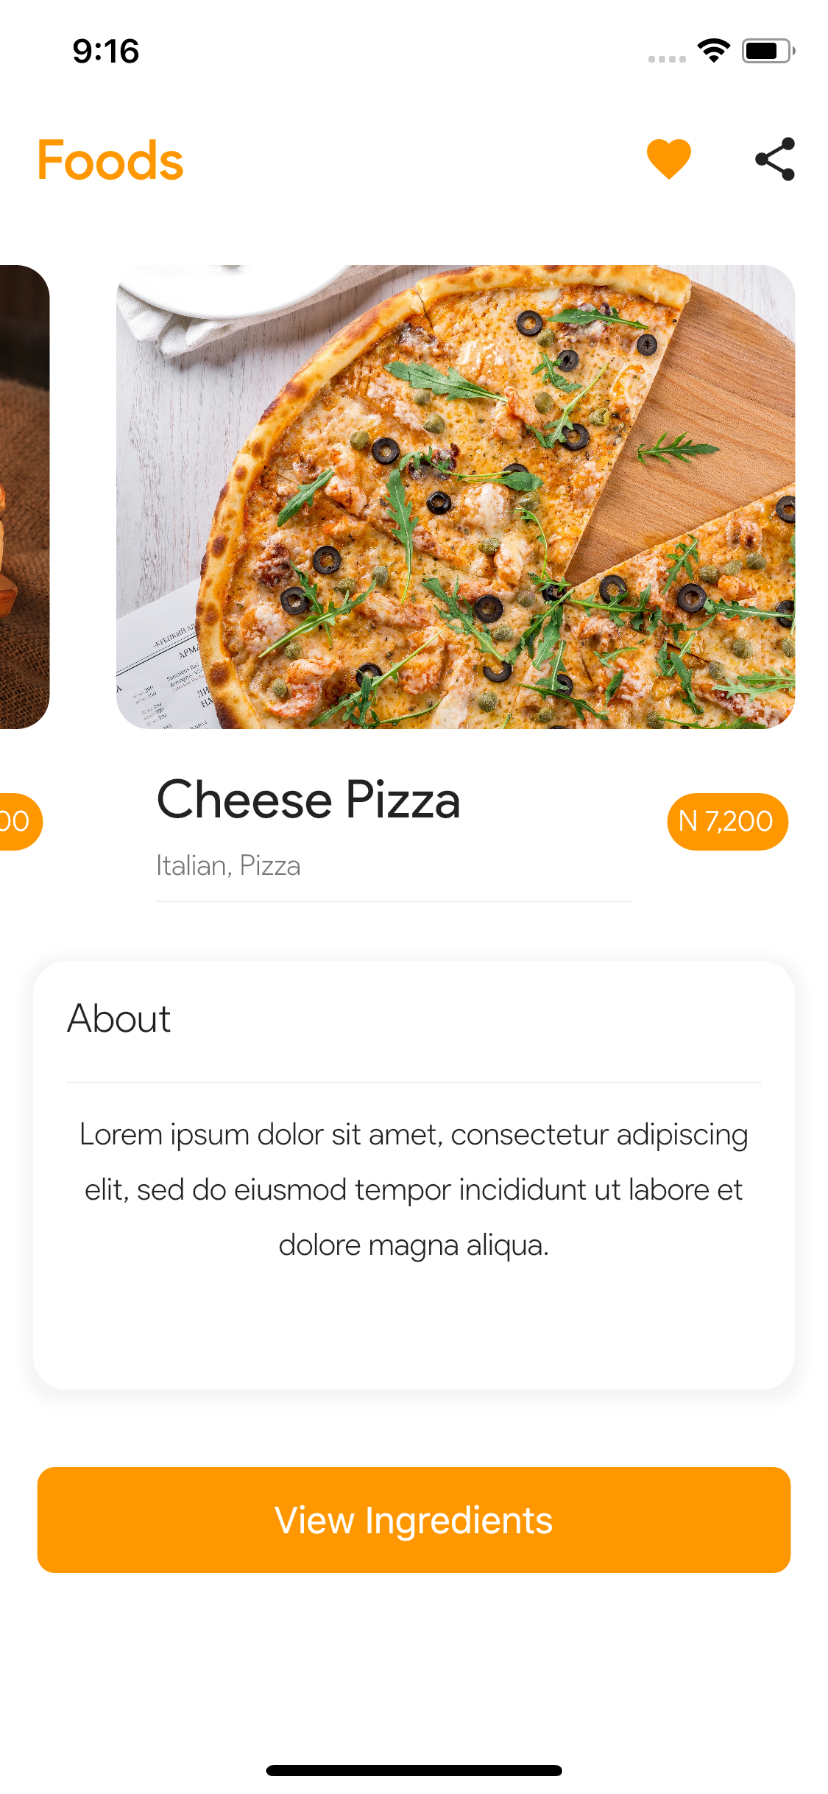 9:16
Foods
Cheese Pizza
00
N 7,200
Italian, Pizza
About
Lorem ipsum dolor sit amet, consectetur adipiscing
elit, sed do eiusmod tempor incididunt ut labore et
dolore magna aliqua.
View Ingredients